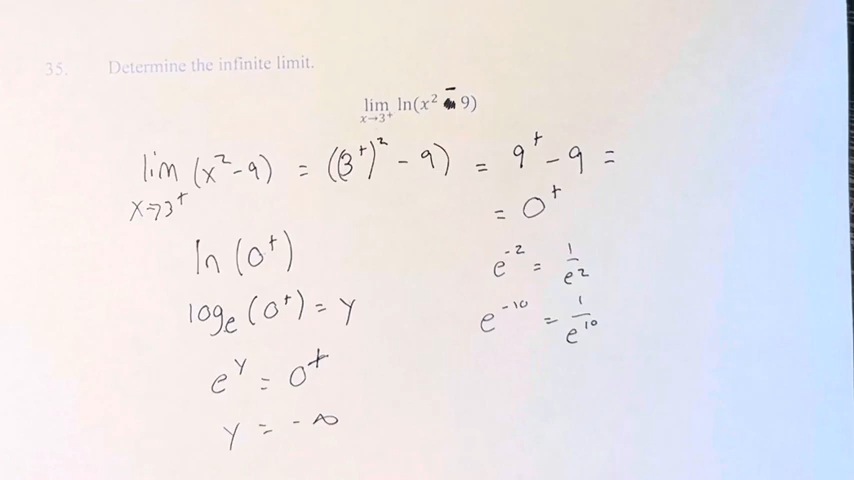 35. Determine the infinite limit.
lim x→3⁺ ln(x² - 9)
lim x→3⁺ (x²-9) = ((3⁺)² - 9) = 9⁺ - 9 =
= 0⁺
ln (0⁺)
e⁻² = 1/e²
logₑ (0⁺) = y
e⁻¹⁰ = 1/e¹⁰
eʸ = 0⁺
y = -∞